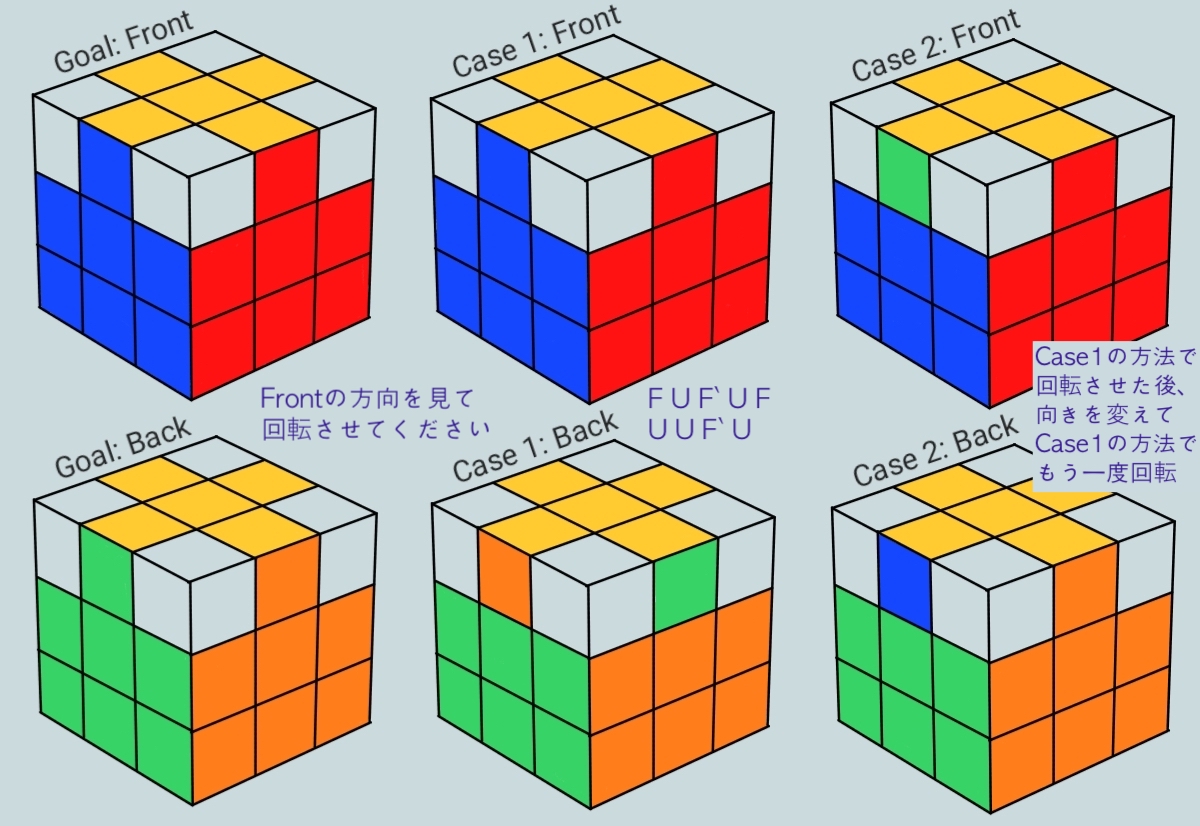 Goal: Front
Case 1: Front
Case 2: Front
Frontの方向を見て
回転させてください
F U F` U F
U U F` U
Case1の方法で
回転させた後、
向きを変えて
Case1の方法で
もう一度回転
Goal: Back
Case 1: Back
Case 2: Back